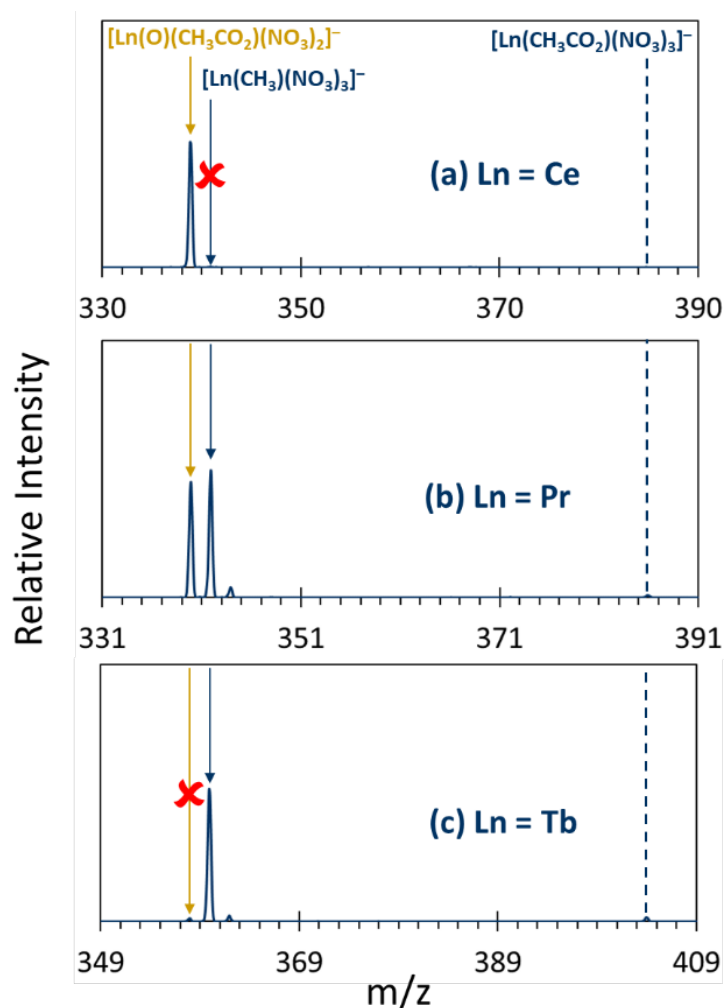 [Ln(O)(CH₃CO₂)(NO₃)₂]⁻
[Ln(CH₃CO₂)(NO₃)₃]⁻
[Ln(CH₃)(NO₃)₃]⁻
(a) Ln = Ce
330 350 370 390
Relative Intensity
(b) Ln = Pr
331 351 371 391
(c) Ln = Tb
349 369 389 409
m/z